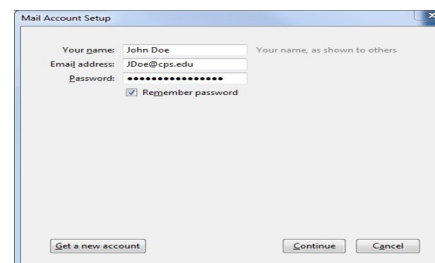 Mail Account Setup
Your name: John Doe Your name, as shown to others
Email address: JDoe@cps.edu
Password: ••••••••••••••••
Remember password
Get a new account Continue Cancel